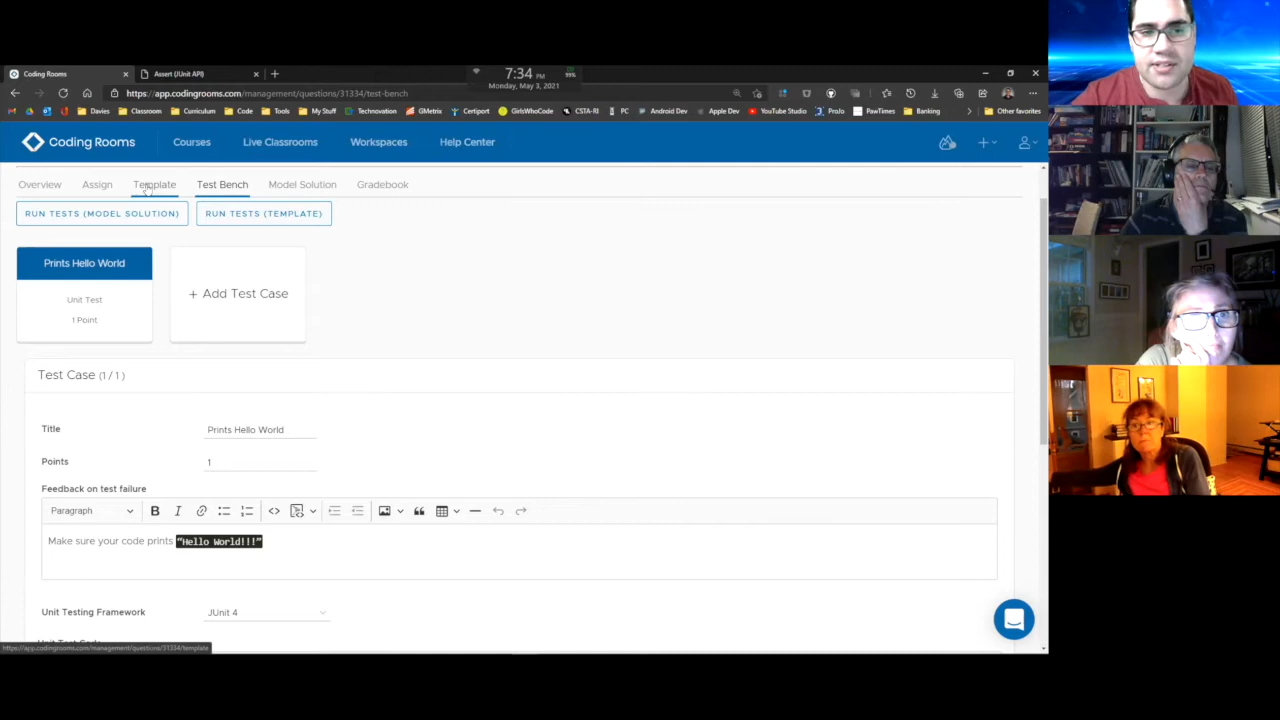 Coding Rooms
Assert (JUnit API)
7:34 PM
99%
Monday, May 3, 2021
https://app.codingrooms.com/management/questions/31334/test-bench
Davies
Classroom
Curriculum
Code
Tools
My Stuff
Technovation
GMetrix
Certiport
GirlsWhoCode
CSTA-RI
PC
Android Dev
Apple Dev
YouTube Studio
ProJo
PawTimes
Banking
Other favorites
Coding Rooms
Courses
Live Classrooms
Workspaces
Help Center
Overview
Assign
Template
Test Bench
Model Solution
Gradebook
RUN TESTS (MODEL SOLUTION)
RUN TESTS (TEMPLATE)
Prints Hello World
Unit Test
1 Point
+ Add Test Case
Test Case (1 / 1)
Title
Prints Hello World
Points
1
Feedback on test failure
Paragraph
Make sure your code prints “Hello World!!!”
Unit Testing Framework
JUnit 4
Unit Test Code
https://app.codingrooms.com/management/questions/31334/template